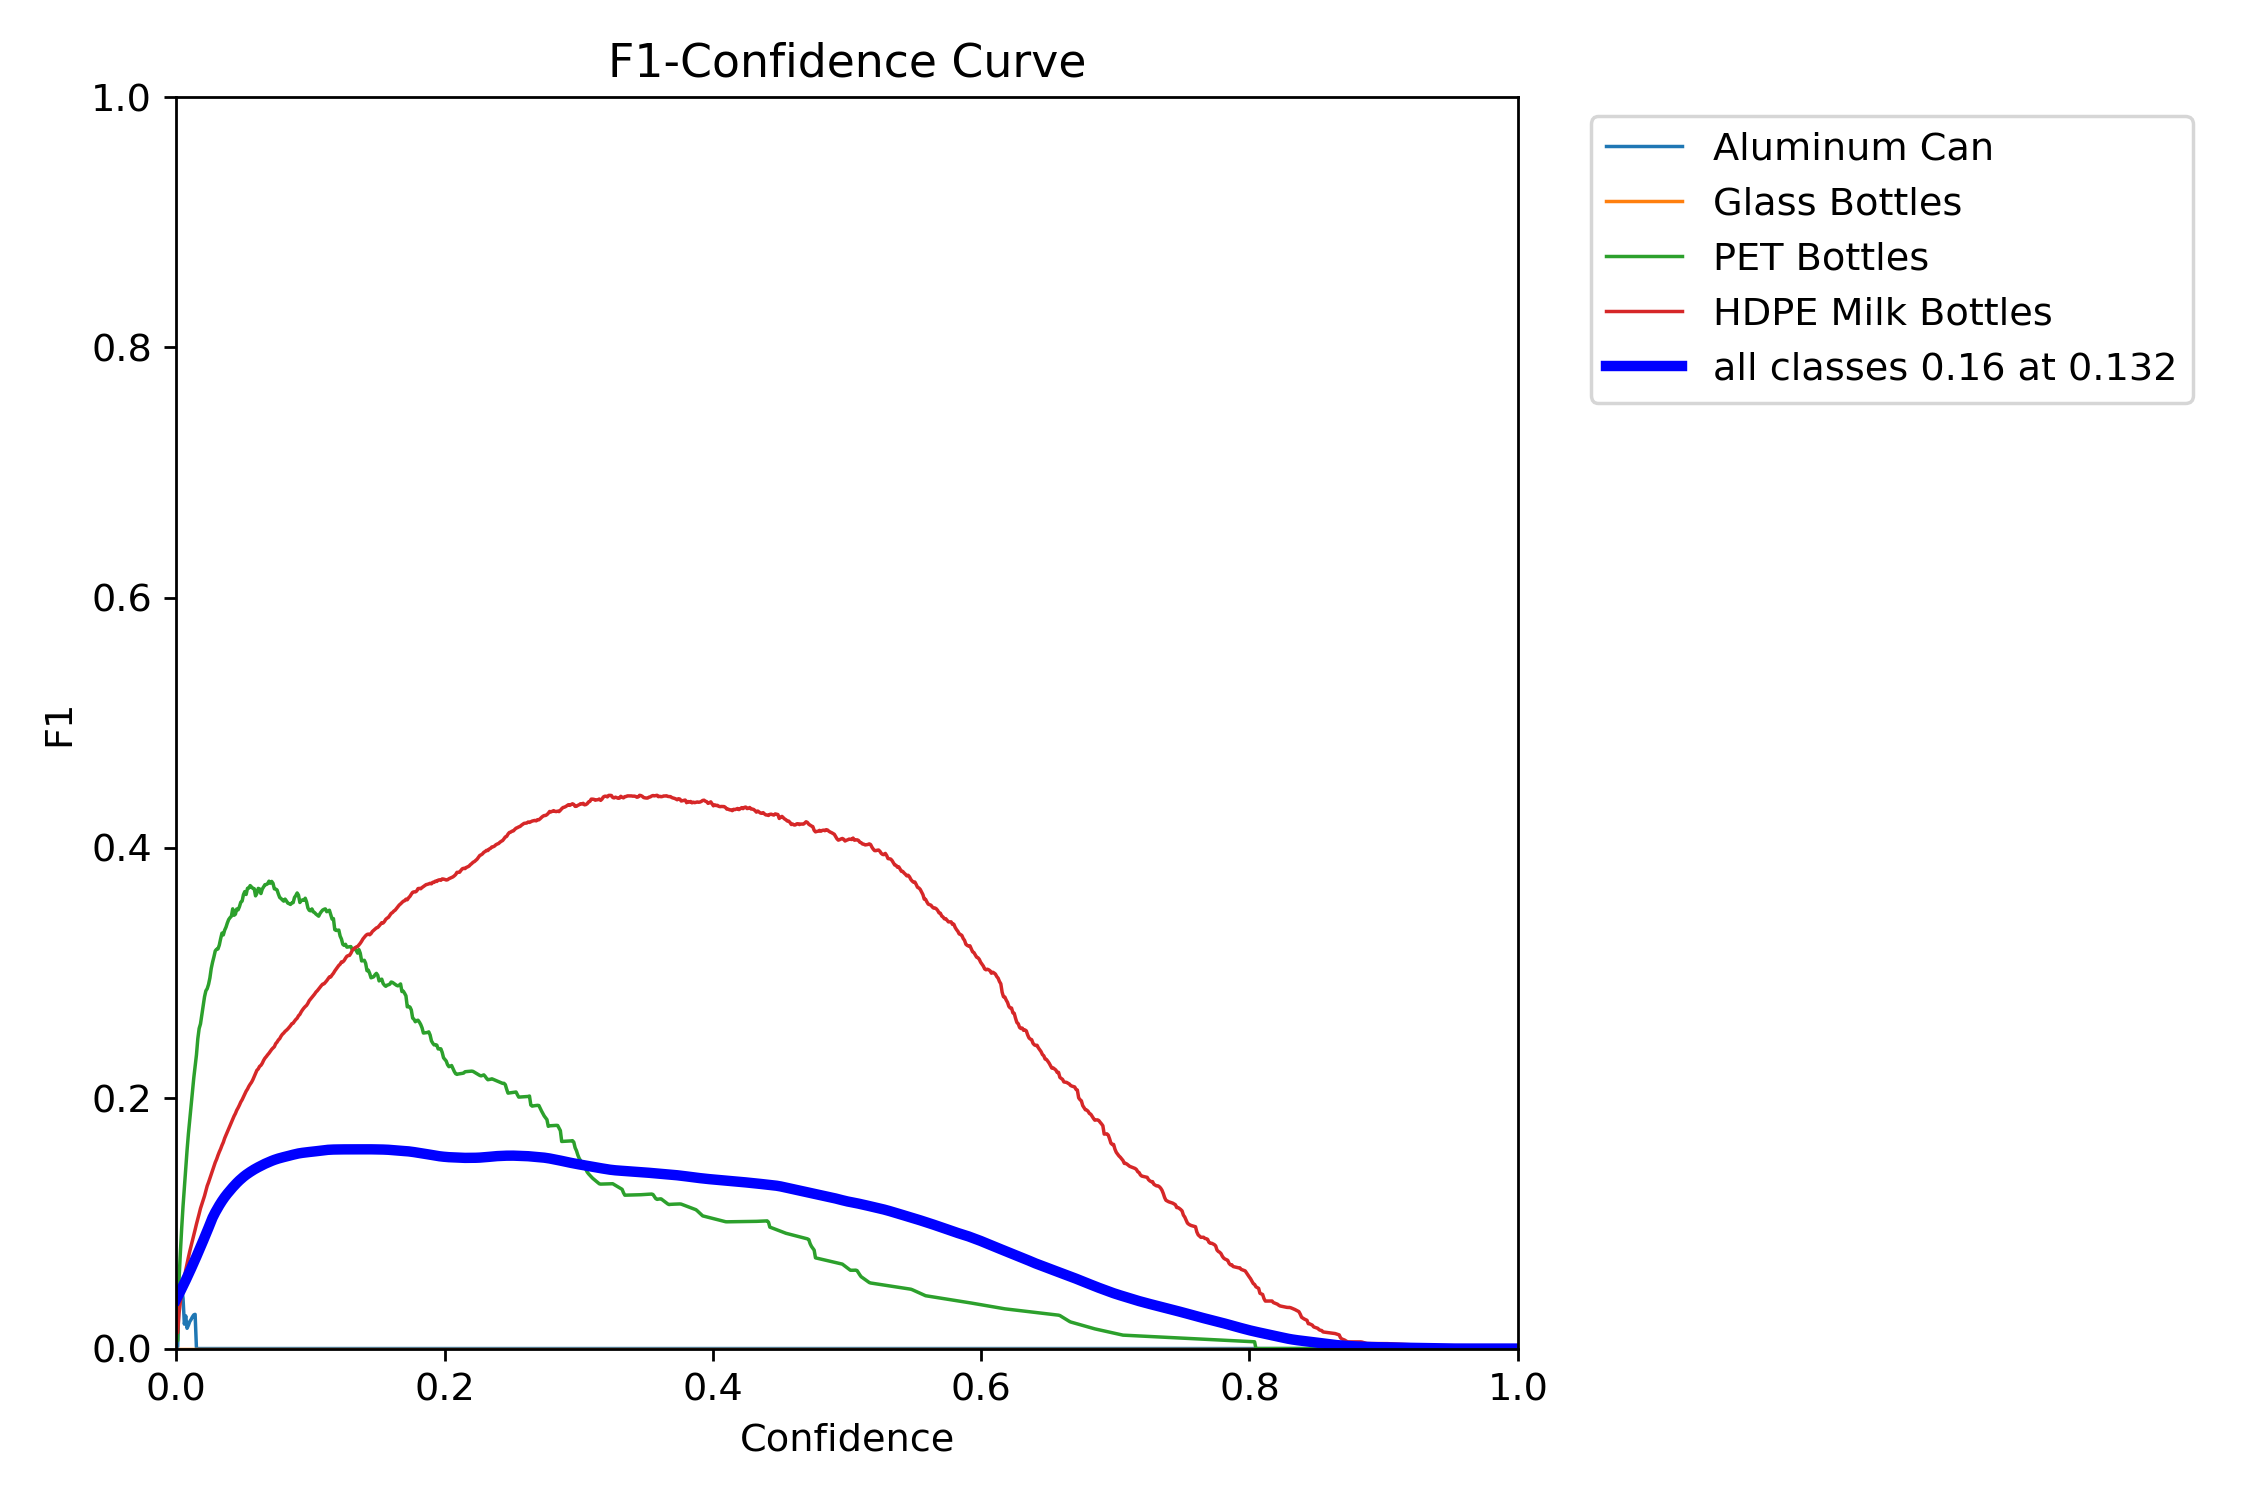 F1-Confidence Curve
1.0
0.8
0.6
0.4
0.2
0.0
F1
0.0 0.2 0.4 0.6 0.8 1.0
Confidence
Aluminum Can
Glass Bottles
PET Bottles
HDPE Milk Bottles
all classes 0.16 at 0.132